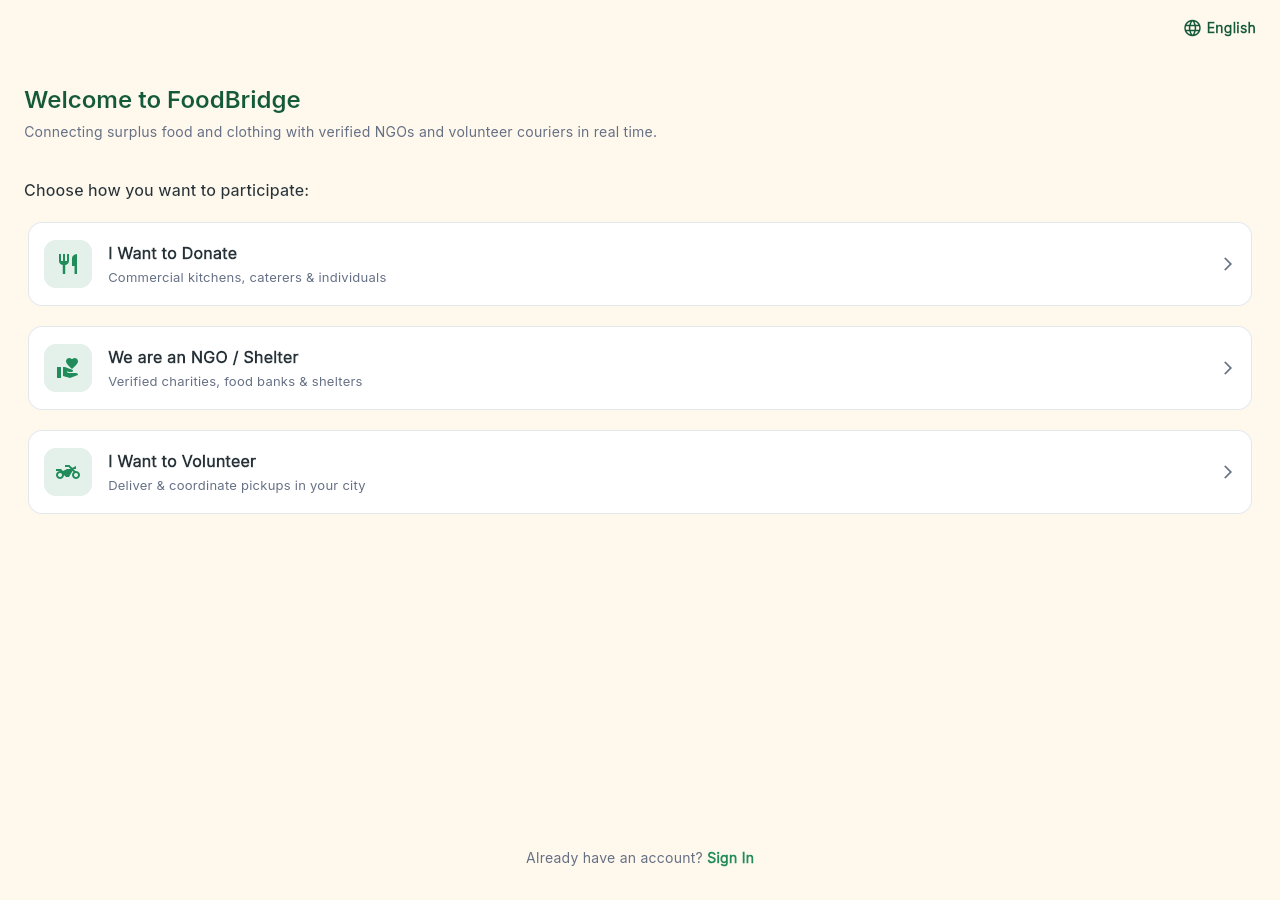 English
Welcome to FoodBridge
Connecting surplus food and clothing with verified NGOs and volunteer couriers in real time.
Choose how you want to participate:
I Want to Donate
Commercial kitchens, caterers & individuals
We are an NGO / Shelter
Verified charities, food banks & shelters
I Want to Volunteer
Deliver & coordinate pickups in your city
Already have an account? Sign In